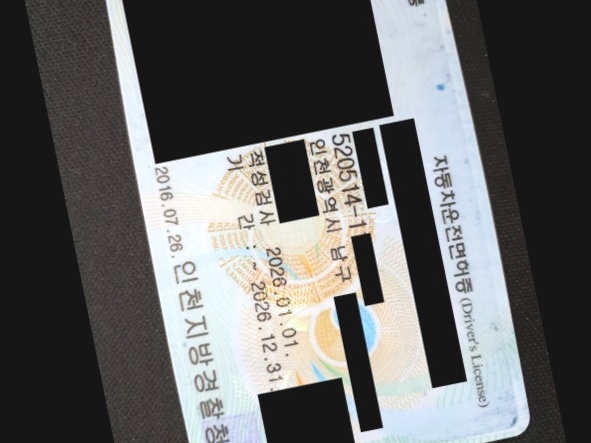 자동차운전면허증 (Driver's License)
520514-1
인천광역시 남구
적성검사 2026.01.01.
기 간 : ~ 2026.12.31.
2016.07.26. 인천지방경찰청